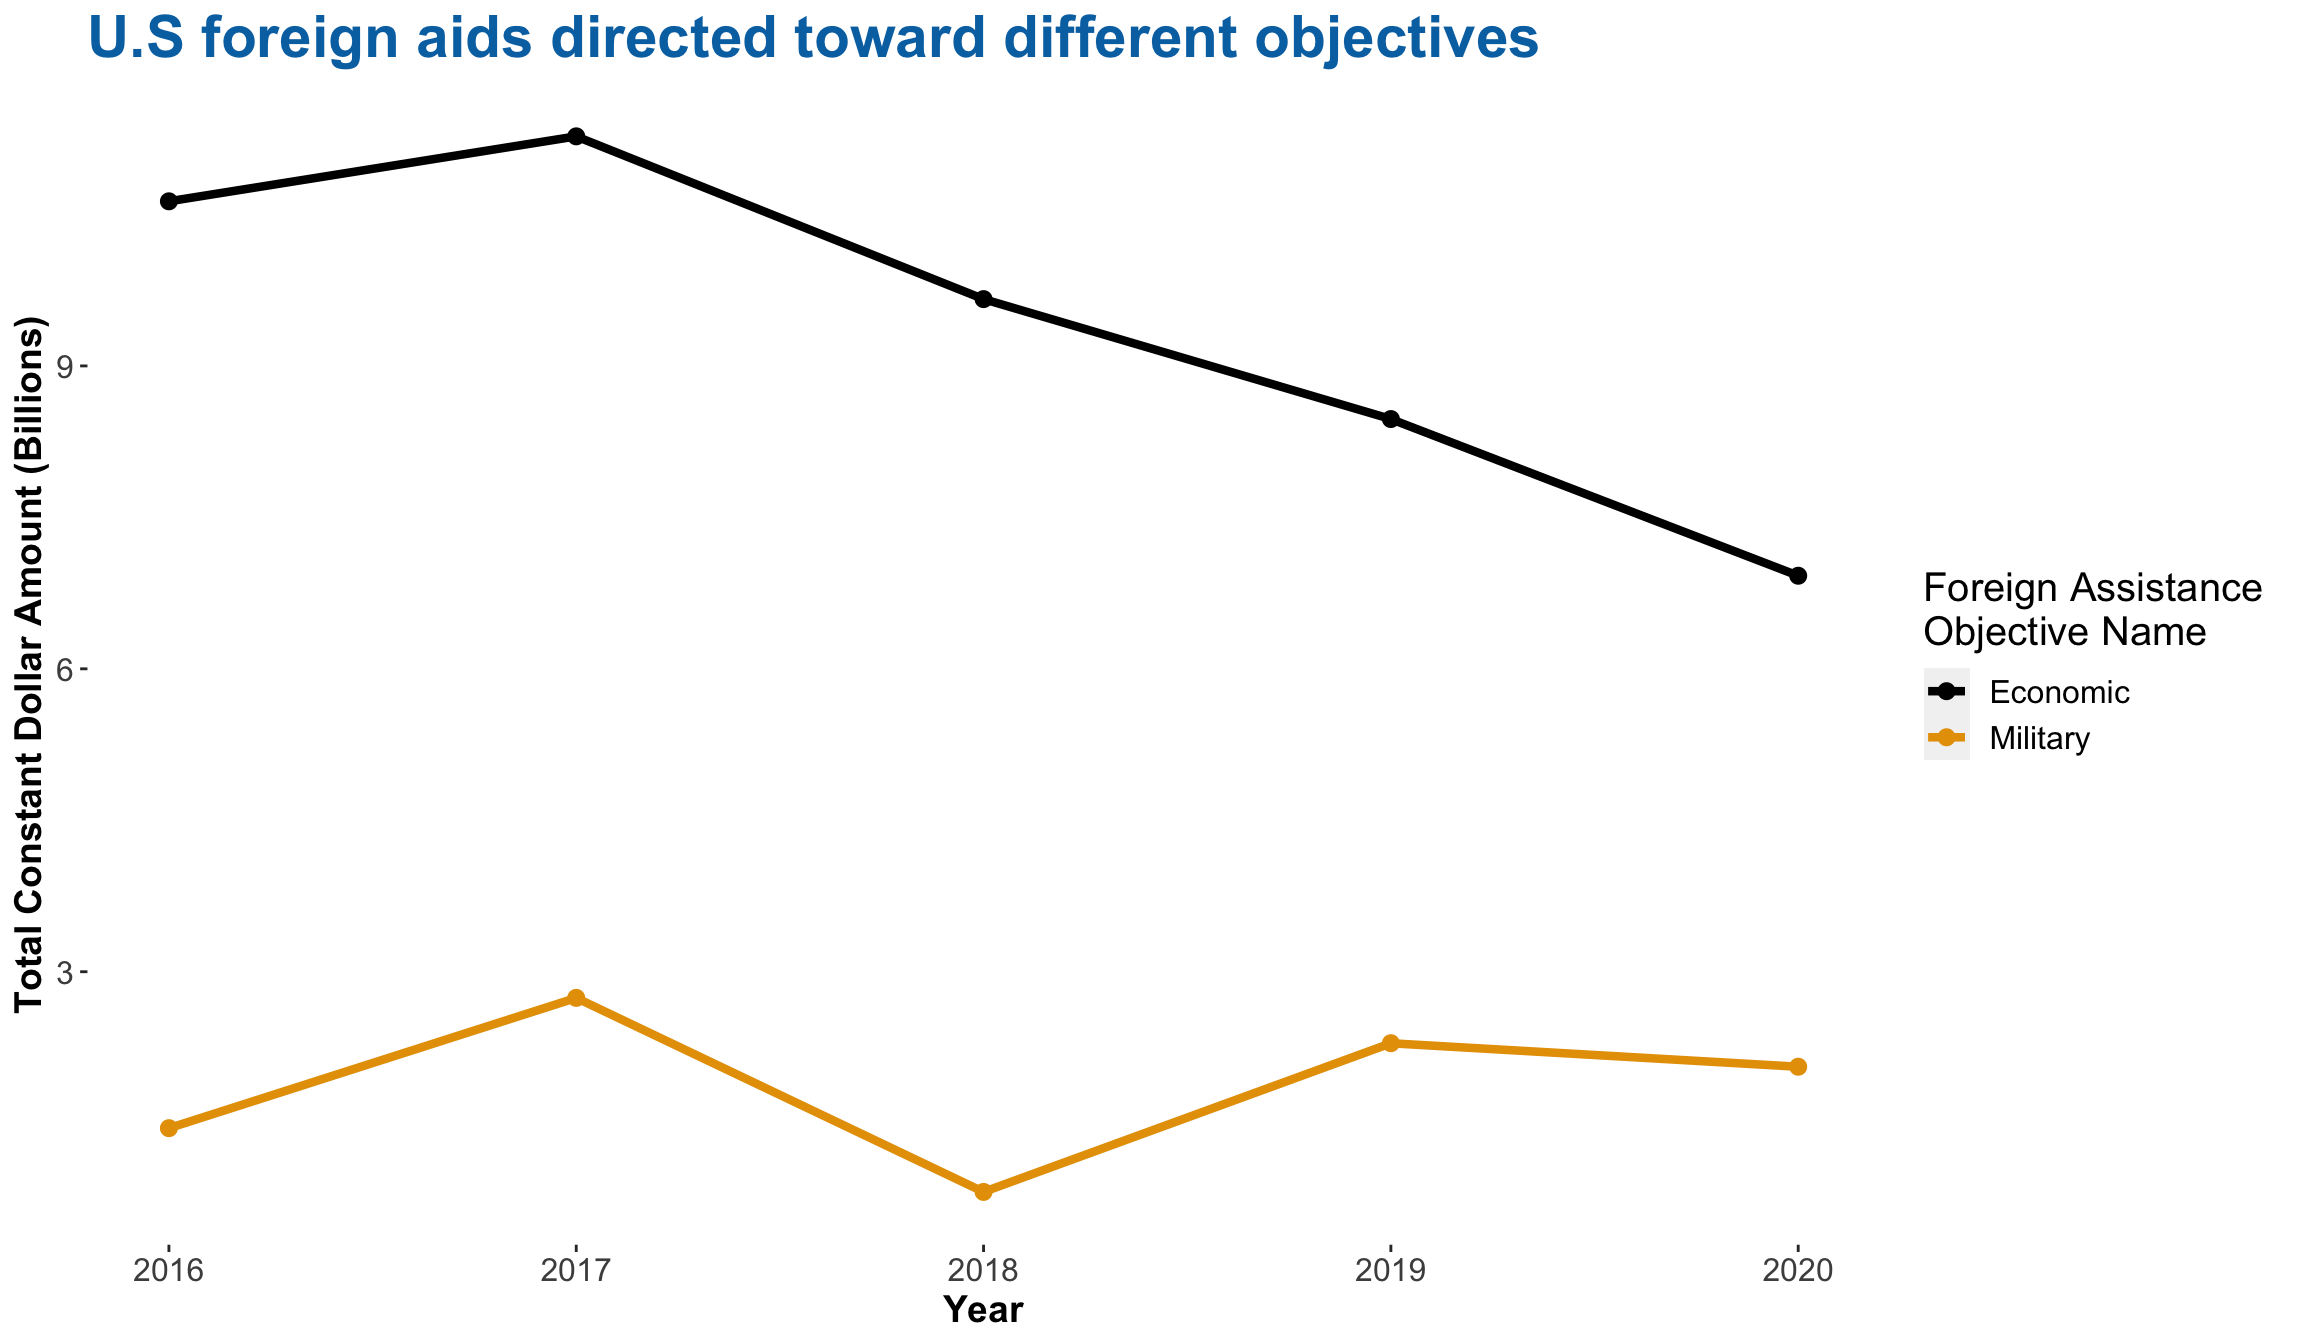 U.S foreign aids directed toward different objectives
Total Constant Dollar Amount (Billions)
9
6
3
2016
2017
2018
2019
2020
Year
Foreign Assistance
Objective Name
Economic
Military